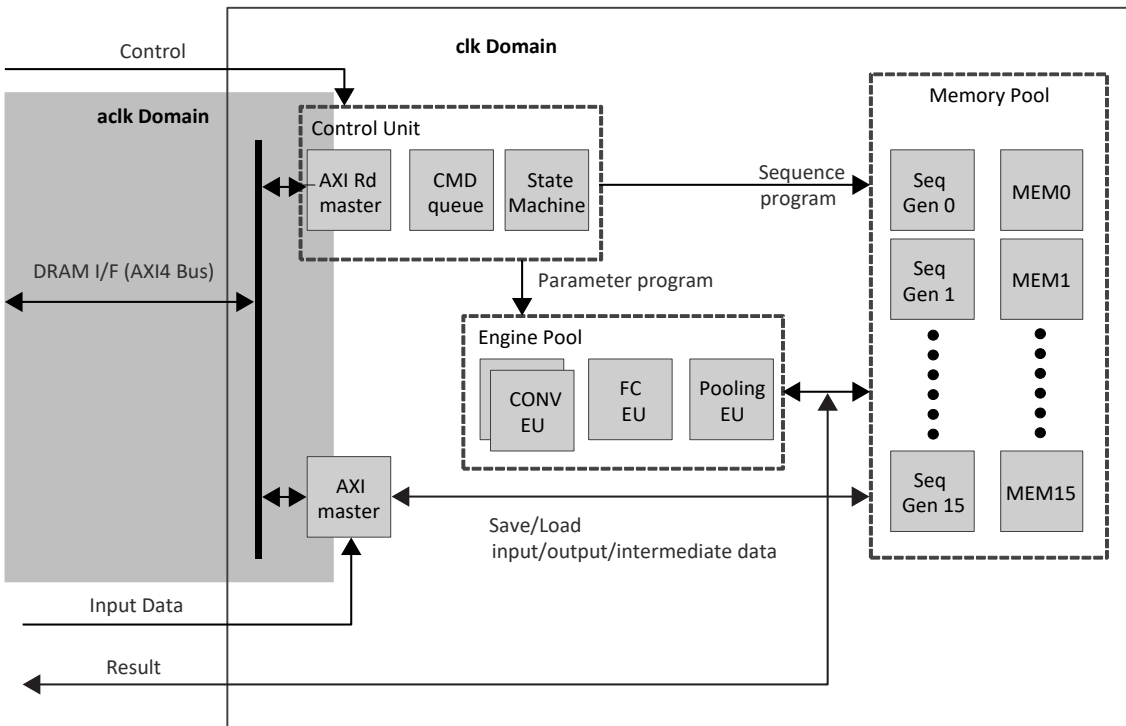 Control
clk Domain
aclk Domain
Memory Pool
Control Unit
AXI Rd
master
CMD
queue
State
Machine
Sequence
program
Seq
Gen 0
MEM0
DRAM I/F (AXI4 Bus)
Parameter program
Seq
Gen 1
MEM1
Engine Pool
CONV
EU
FC
EU
Pooling
EU
AXI
master
Seq
Gen 15
MEM15
Save/Load
input/output/intermediate data
Input Data
Result